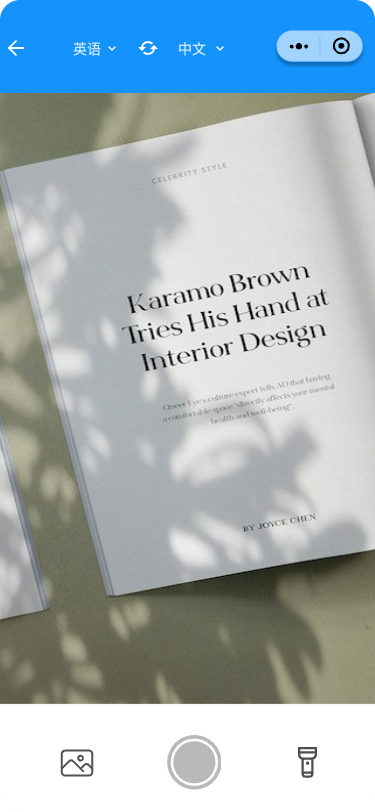 英语 中文
CELEBRITY STYLE
Karamo Brown
Tries His Hand at
Interior Design
Queer Eye's culture expert tells AD that having
a comfortable space "directly affects your mental
health and well-being".
BY JOYCE CHEN